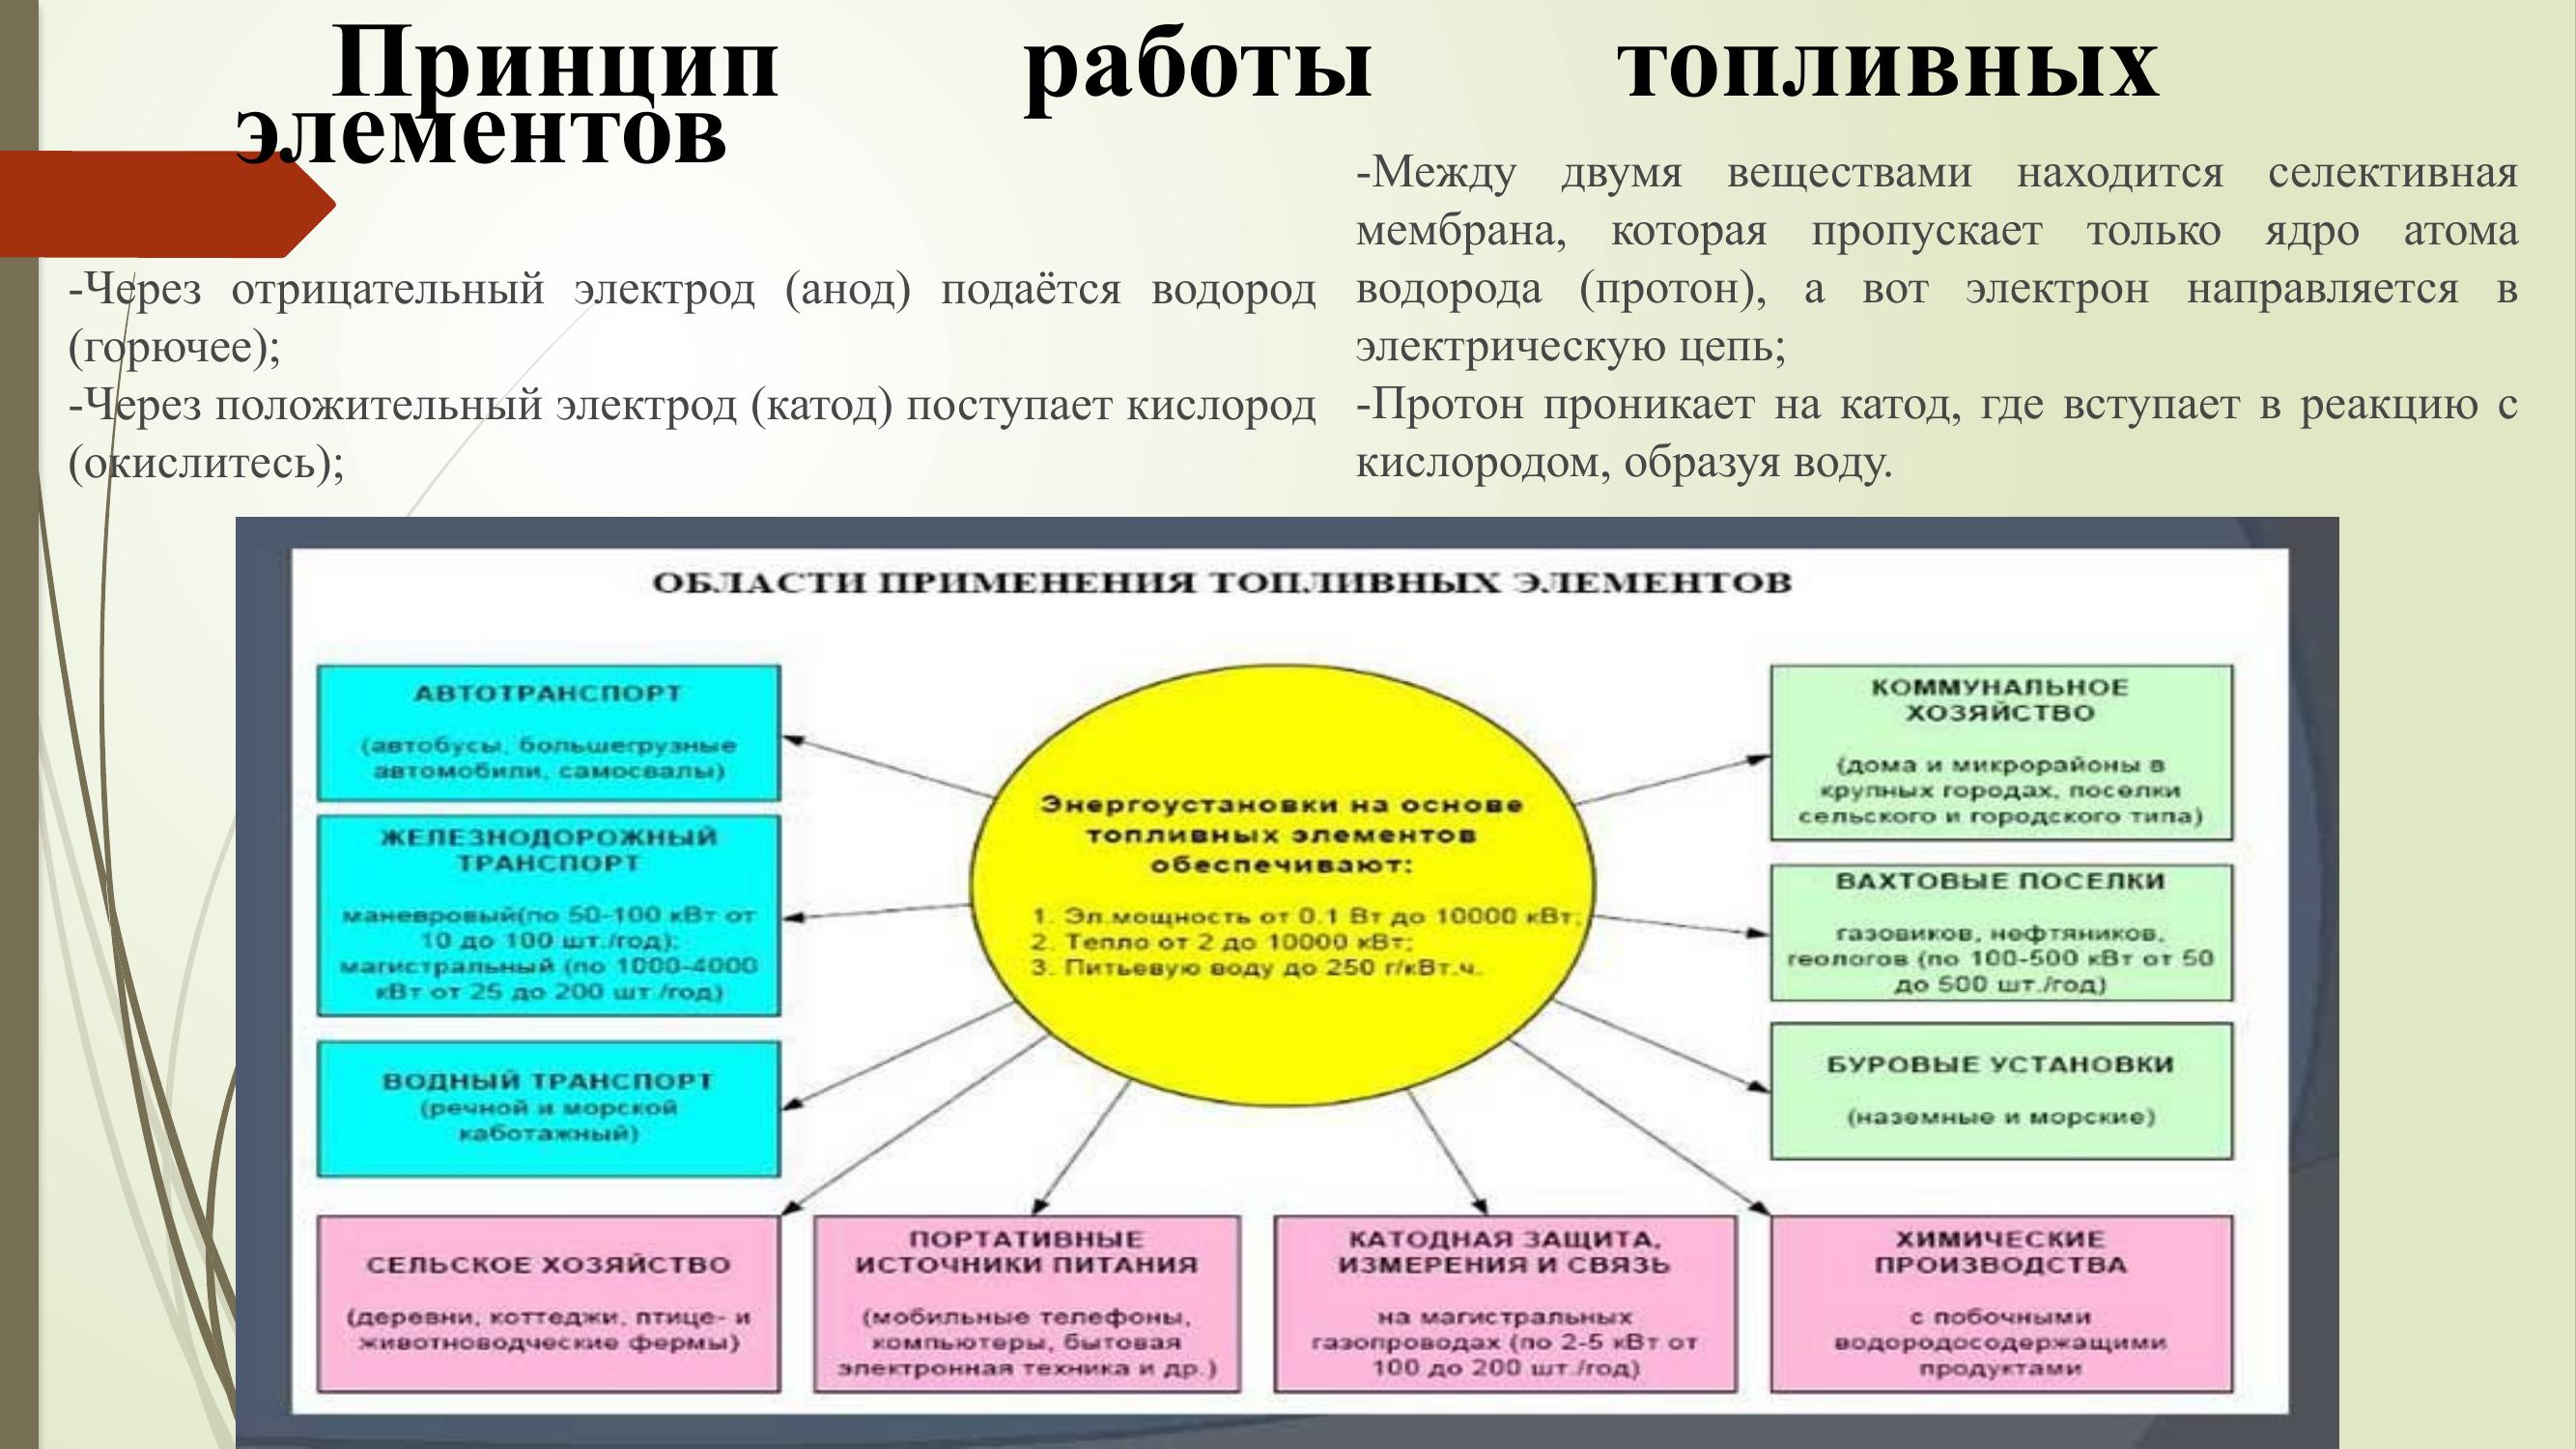 Принцип работы топливных
элементов
-Через отрицательный электрод (анод) подаётся водород
(горючее);
-Через положительный электрод (катод) поступает кислород
(окислитесь);
-Между двумя веществами находится селективная
мембрана, которая пропускает только ядро атома
водорода (протон), а вот электрон направляется в
электрическую цепь;
-Протон проникает на катод, где вступает в реакцию с
кислородом, образуя воду.
ОБЛАСТИ ПРИМЕНЕНИЯ ТОПЛИВНЫХ ЭЛЕМЕНТОВ
АВТОТРАНСПОРТ
(автобусы, большегрузные
автомобили, самосвалы)
ЖЕЛЕЗНОДОРОЖНЫЙ
ТРАНСПОРТ
маневровый(по 50-100 кВт от
10 до 100 шт./год);
магистральный (по 1000-4000
кВт от 25 до 200 шт./год)
ВОДНЫЙ ТРАНСПОРТ
(речной и морской
каботажный)
Энергоустановки на основе
топливных элементов
обеспечивают:
1. Эл.мощность от 0.1 Вт до 10000 кВт;
2. Тепло от 2 до 10000 кВт;
3. Питьевую воду до 250 г/кВт.ч.
КОММУНАЛЬНОЕ
ХОЗЯЙСТВО
(дома и микрорайоны в
крупных городах, поселки
сельского и городского типа)
ВАХТОВЫЕ ПОСЕЛКИ
газовиков, нефтяников,
геологов (по 100-500 кВт от 50
до 500 шт./год)
БУРОВЫЕ УСТАНОВКИ
(наземные и морские)
СЕЛЬСКОЕ ХОЗЯЙСТВО
(деревни, коттеджи, птице- и
животноводческие фермы)
ПОРТАТИВНЫЕ
ИСТОЧНИКИ ПИТАНИЯ
(мобильные телефоны,
компьютеры, бытовая
электронная техника и др.)
КАТОДНАЯ ЗАЩИТА,
ИЗМЕРЕНИЯ И СВЯЗЬ
на магистральных
газопроводах (по 2-5 кВт от
100 до 200 шт./год)
ХИМИЧЕСКИЕ
ПРОИЗВОДСТВА
с побочными
водородосодержащими
продуктами